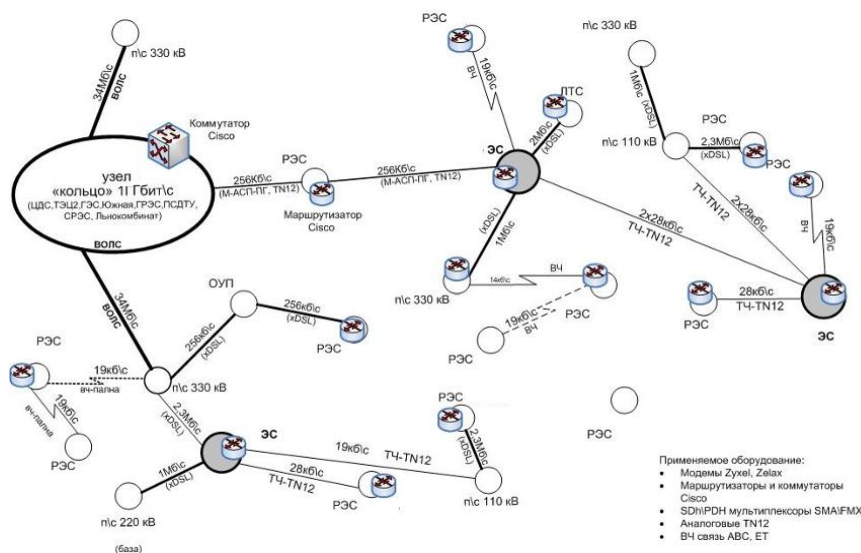 РЭС
п\с 330 кВ
34Мб\с
ВОЛС
Коммутатор
Cisco
узел
«кольцо» 1I Гбит\с
(ЦДС,ТЭЦ2,ГЭС,Южная,ГРЭС,ПСДТУ,
СРЭС, Льнокомбинат)
ВОЛС
256Кб\с
(М-АСП-ПГ, TN12)
РЭС
Маршрутизатор
Cisco
256Кб\с
(М-АСП-ПГ, TN12)
19кб\с
ВЧ
ЛТС
2Мб\с
(xDSL)
ЭС
(xDSL)
1Мб\с
п\с 330 кВ
14кб\с
ВЧ
РЭС
19кб\с
ВЧ
РЭС
п\с 330 кВ
1Мб\с
(xDSL)
п\с 110 кВ
РЭС
2,3Мб\с
(xDSL)
РЭС
19кб\с
ВЧ
2х28кб\с
ТЧ-TN12
2х28кб\с
ТЧ-TN12
28кб\с
ТЧ-TN12
РЭС
ЭС
34Мб\с
ВОЛС
ОУП
256кб\с
(xDSL)
256кб\с
(xDSL)
РЭС
п\с 330 кВ
РЭС
19кб\с
вч-пална
19кб\с
вч-пална
РЭС
2,3Мб\с
(xDSL)
ЭС
1Мб\с
(xDSL)
п\с 220 кВ
(база)
19кб\с
ТЧ-TN12
28кб\с
ТЧ-TN12
РЭС
РЭС
2,3Мб\с
(xDSL)
п\с 110 кВ
РЭС
Применяемое оборудование:
• Модемы Zyxel, Zelax
• Маршрутизаторы и коммутаторы
Cisco
• SDh\PDH мультиплексоры SMA\FMX
• Аналоговые TN12
• ВЧ связь ABC, ET